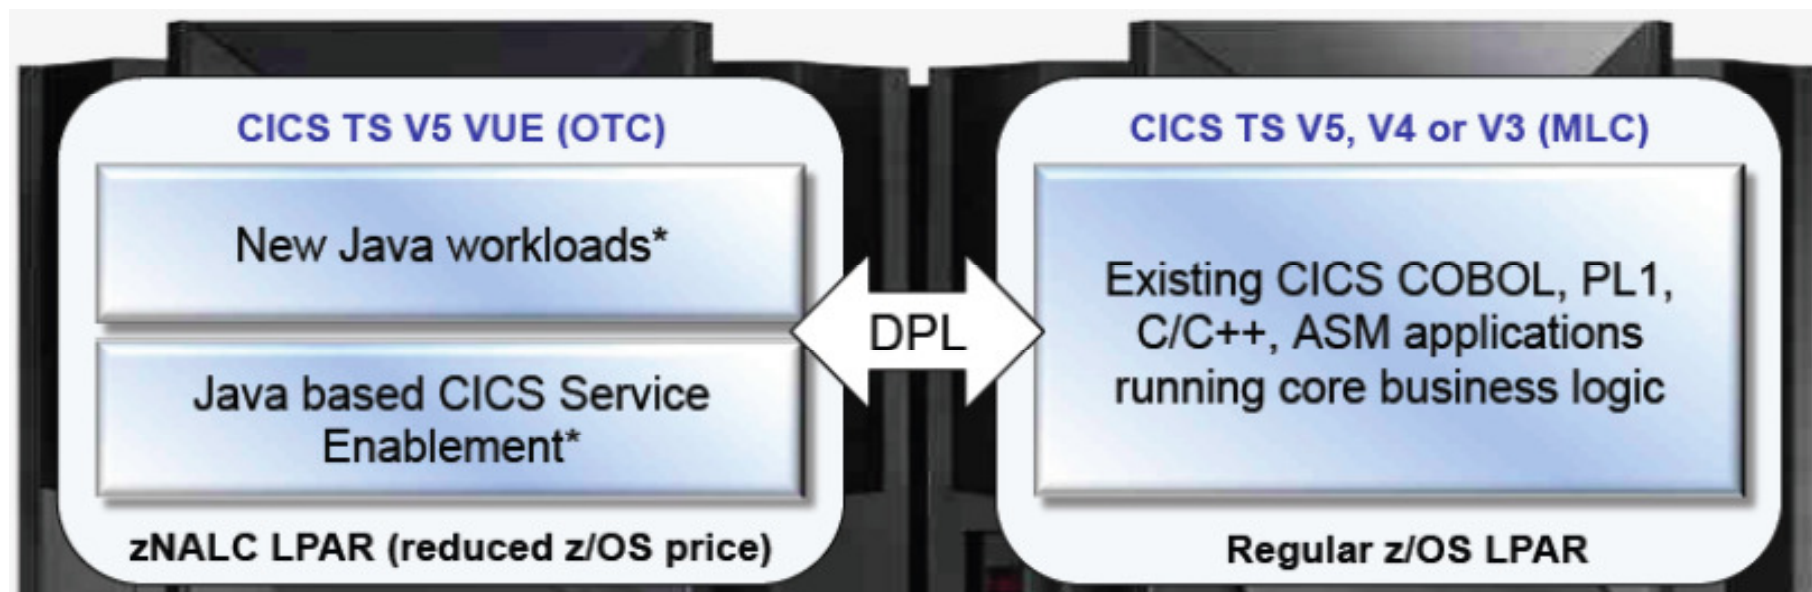 CICS TS V5 VUE (OTC)
New Java workloads*
Java based CICS Service
Enablement*
zNALC LPAR (reduced z/OS price)
DPL
CICS TS V5, V4 or V3 (MLC)
Existing CICS COBOL, PL1,
C/C++, ASM applications
running core business logic
Regular z/OS LPAR